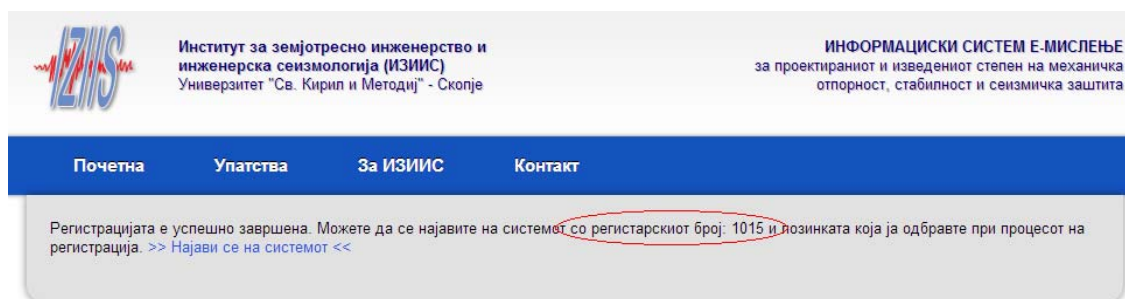 IZIIS
Институт за земјотресно инженерство и
инженерска сеизмологија (ИЗИИС)
Универзитет "Св. Кирил и Методиј" - Скопје
ИНФОРМАЦИСКИ СИСТЕМ Е-МИСЛЕЊЕ
за проектираниот и изведениот степен на механичка
отпорност, стабилност и сеизмичка заштита
Почетна Упатства За ИЗИИС Контакт
Регистрацијата е успешно завршена. Можете да се најавите на системот со регистарскиот број: 1015 и лозинката која ја одбравте при процесот на
регистрација. >> Најави се на системот <<